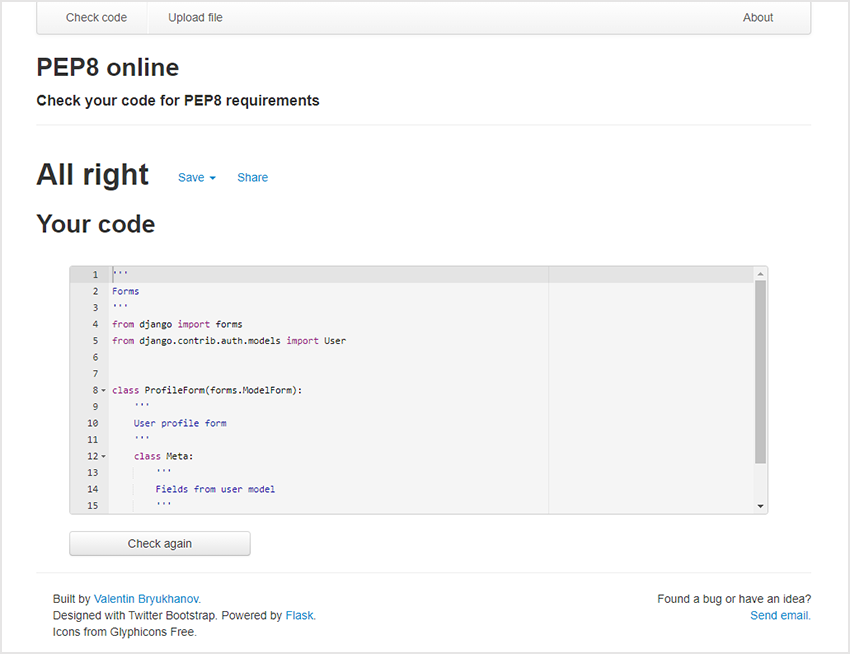 Check code Upload file About
PEP8 online
Check your code for PEP8 requirements
All right Save Share
Your code
1 '''
2 Forms
3 '''
4 from django import forms
5 from django.contrib.auth.models import User
6
7
8 class ProfileForm(forms.ModelForm):
9 '''
10 User profile form
11 '''
12 class Meta:
13 '''
14 Fields from user model
15 '''
Check again
Built by Valentin Bryukhanov. Found a bug or have an idea?
Designed with Twitter Bootstrap. Powered by Flask. Send email.
Icons from Glyphicons Free.